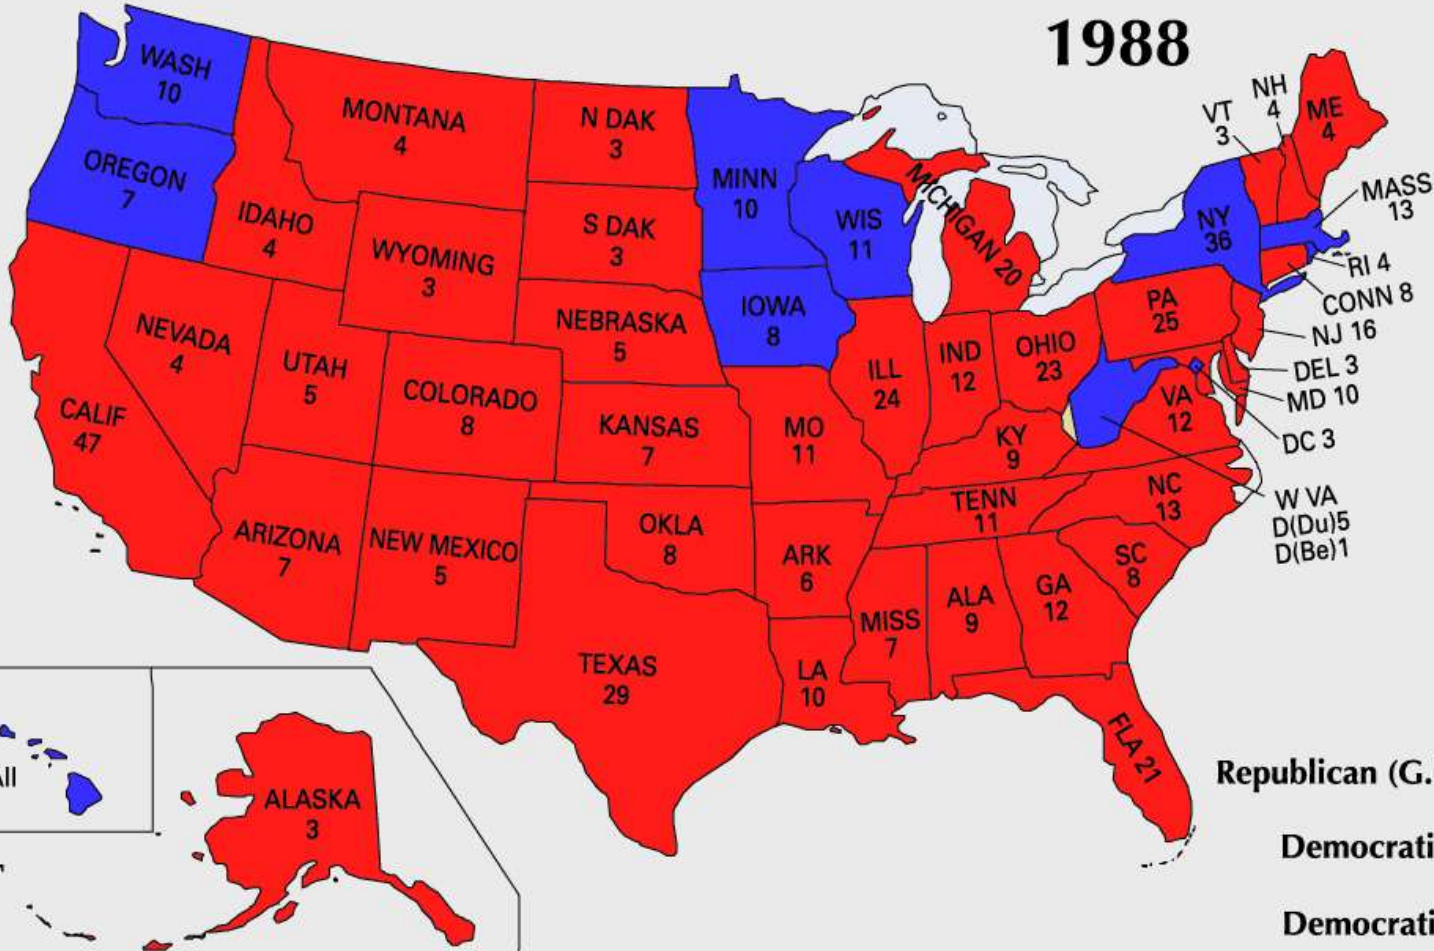 1988
WASH
10
OREGON
7
CALIF
47
NEVADA
4
IDAHO
4
MONTANA
4
WYOMING
3
UTAH
5
COLORADO
8
ARIZONA
7
NEW MEXICO
5
N DAK
3
S DAK
3
NEBRASKA
5
KANSAS
7
OKLA
8
TEXAS
29
MINN
10
IOWA
8
MO
11
ARK
6
LA
10
WIS
11
ILL
24
MICHIGAN 20
IND
12
OHIO
23
KY
9
TENN
11
MISS
7
ALA
9
GA
12
FLA 21
SC
8
NC
13
VA
12
PA
25
NY
36
VT
3
NH
4
ME
4
MASS
13
RI 4
CONN 8
NJ 16
DEL 3
MD 10
DC 3
W VA
D(Du)5
D(Be)1
ALASKA
3
Republican (G.
Democrati
Democrati